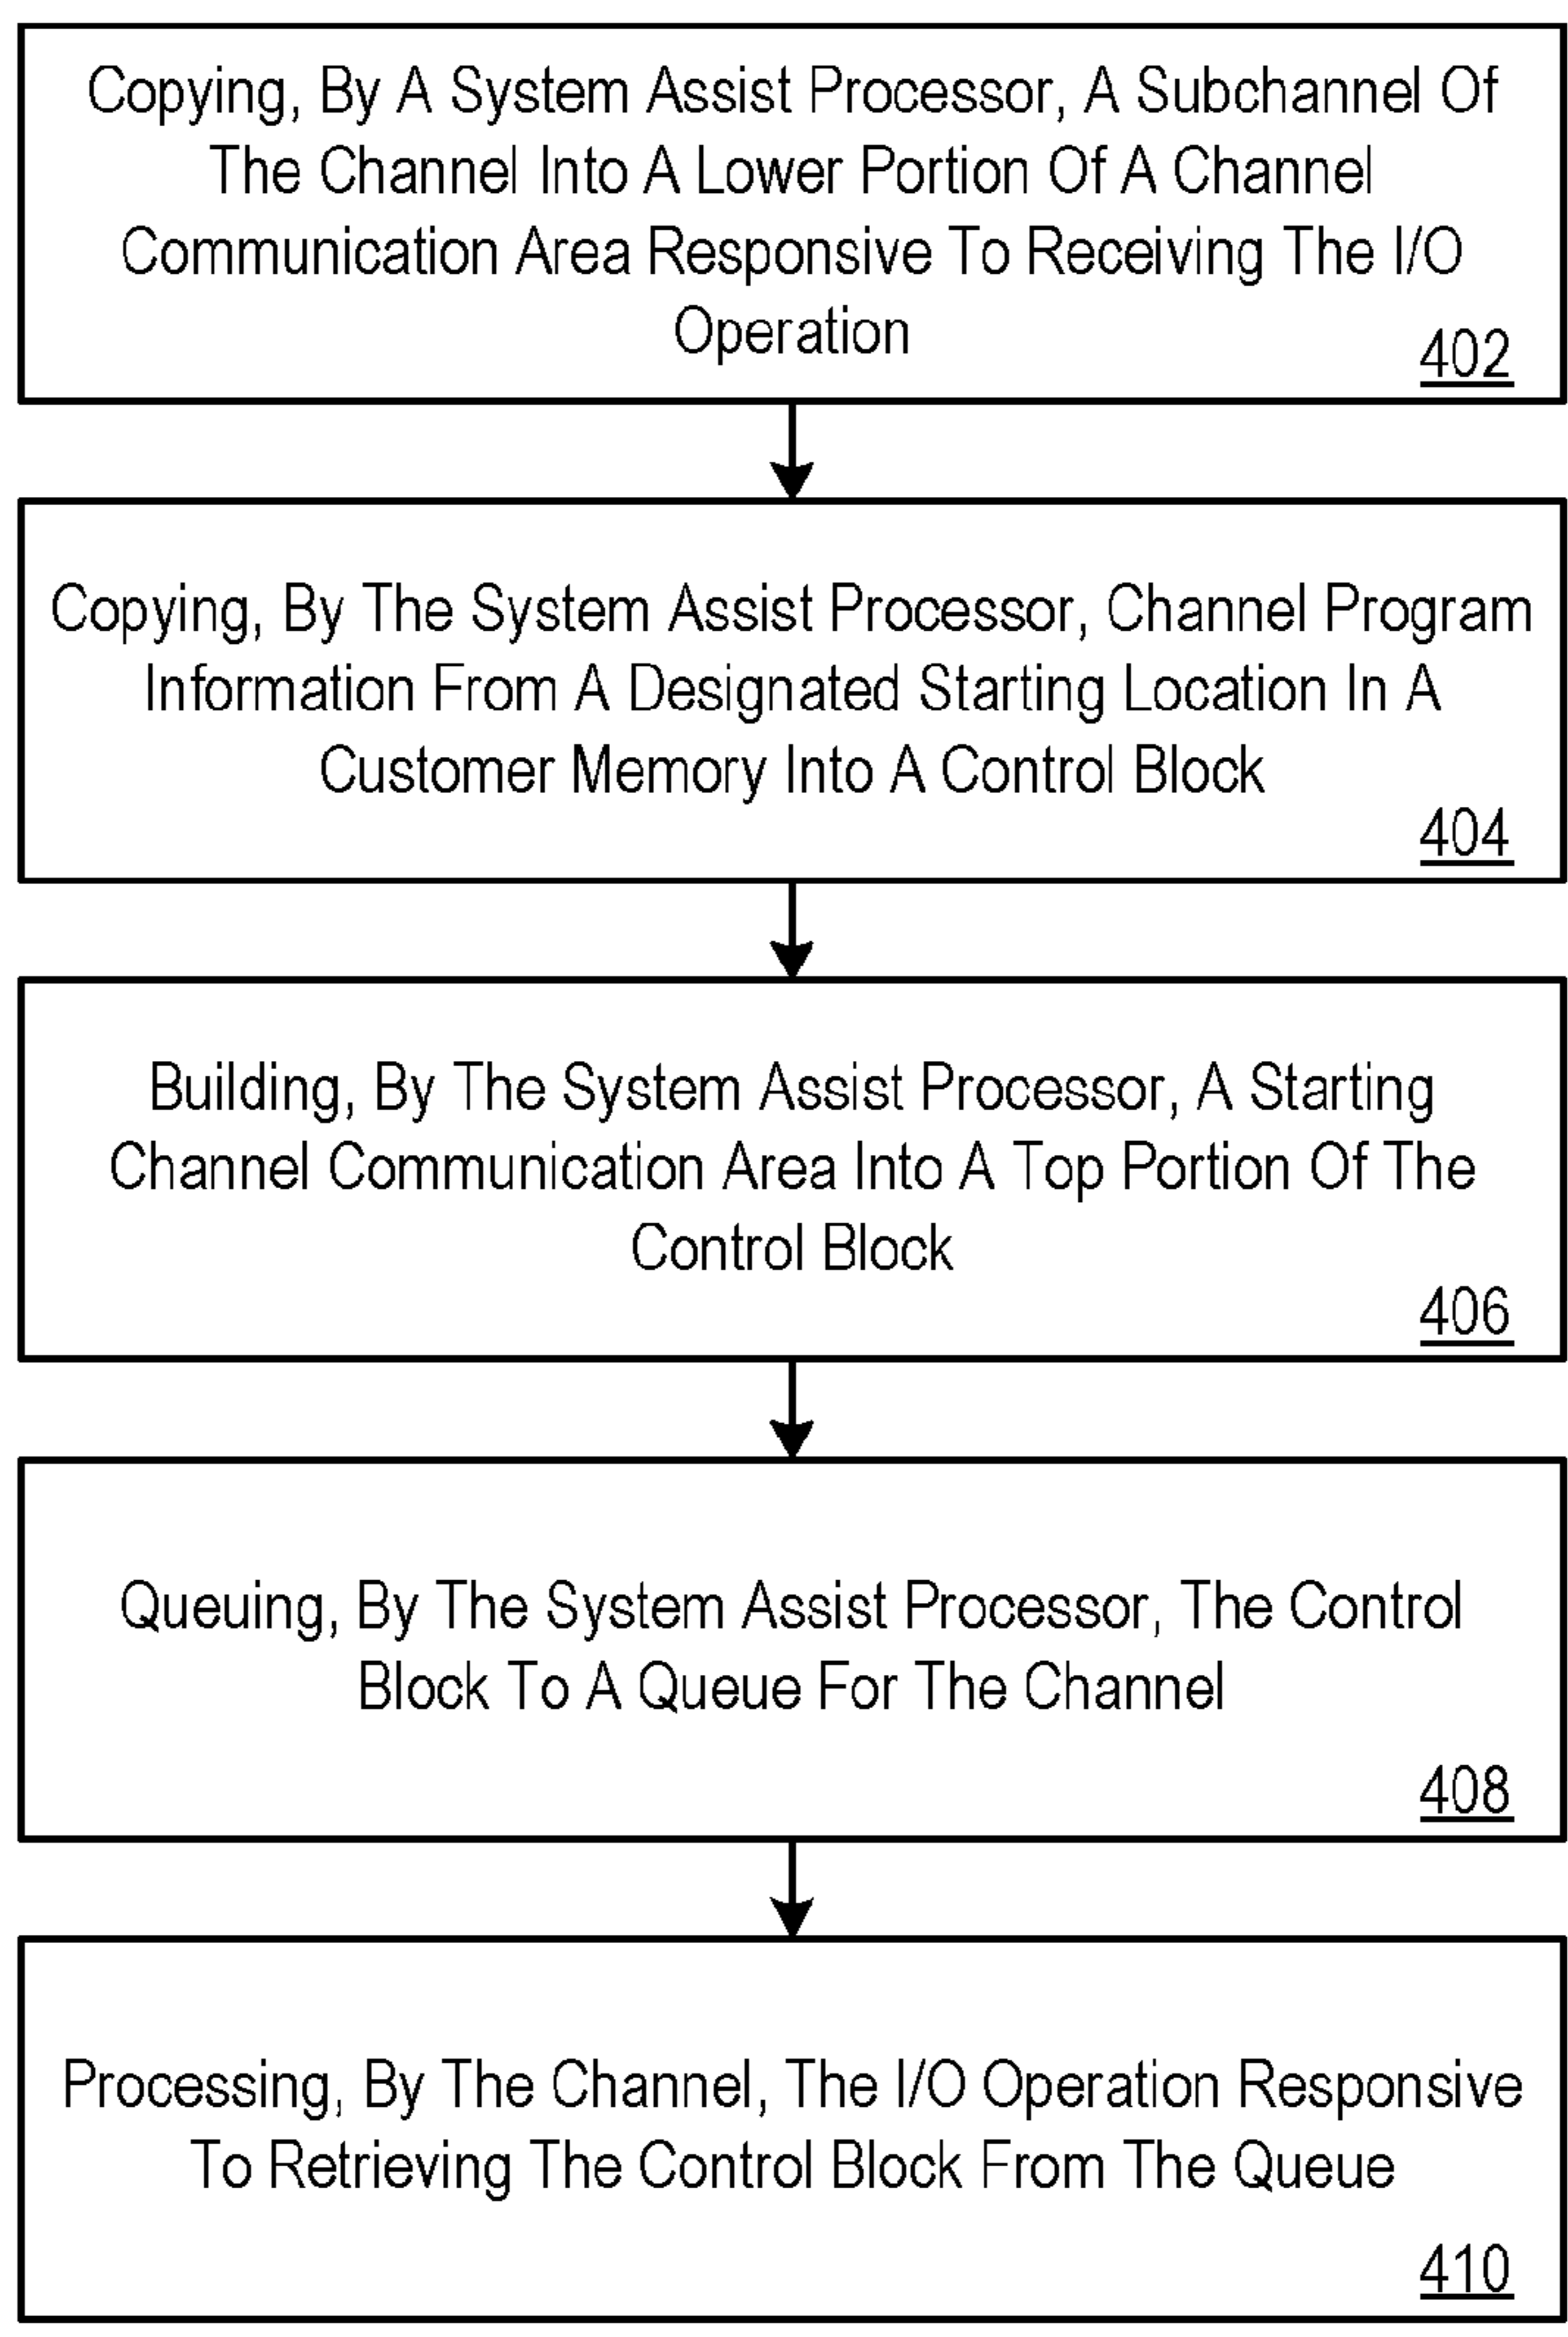 Copying, By A System Assist Processor, A Subchannel Of
The Channel Into A Lower Portion Of A Channel
Communication Area Responsive To Receiving The I/O
Operation
402
Copying, By The System Assist Processor, Channel Program
Information From A Designated Starting Location In A
Customer Memory Into A Control Block
404
Building, By The System Assist Processor, A Starting
Channel Communication Area Into A Top Portion Of The
Control Block
406
Queuing, By The System Assist Processor, The Control
Block To A Queue For The Channel
408
Processing, By The Channel, The I/O Operation Responsive
To Retrieving The Control Block From The Queue
410